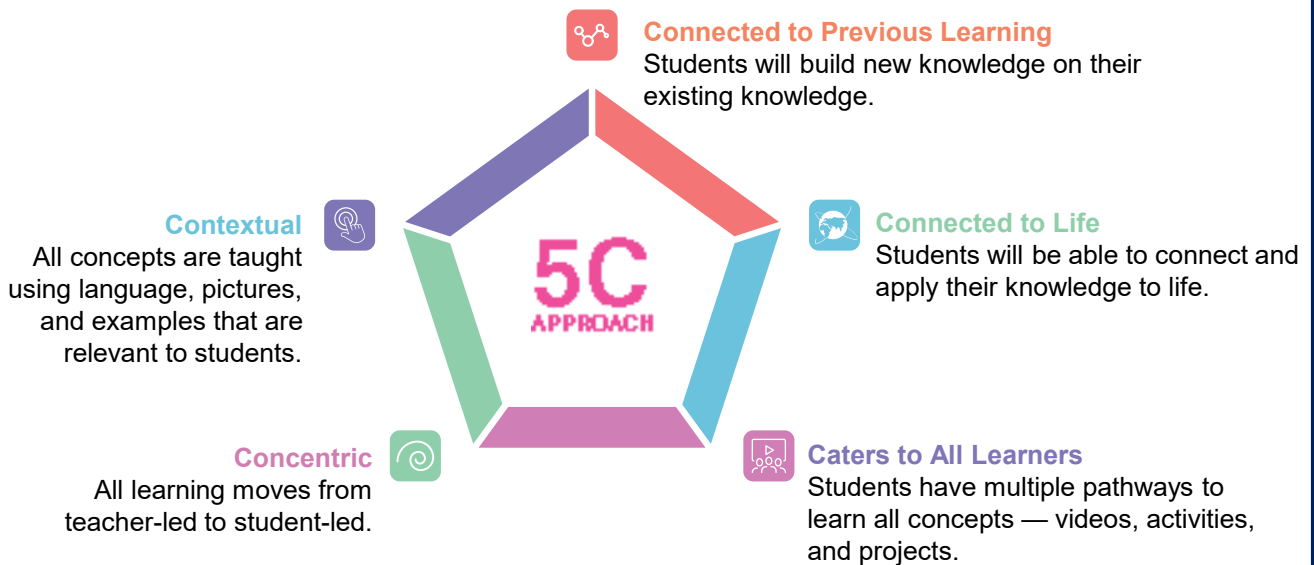 Connected to Previous Learning
Students will build new knowledge on their
existing knowledge.
Connected to Life
Students will be able to connect and
apply their knowledge to life.
Caters to All Learners
Students have multiple pathways to
learn all concepts — videos, activities,
and projects.
Concentric
All learning moves from
teacher-led to student-led.
Contextual
All concepts are taught
using language, pictures,
and examples that are
relevant to students.
5C
APPROACH